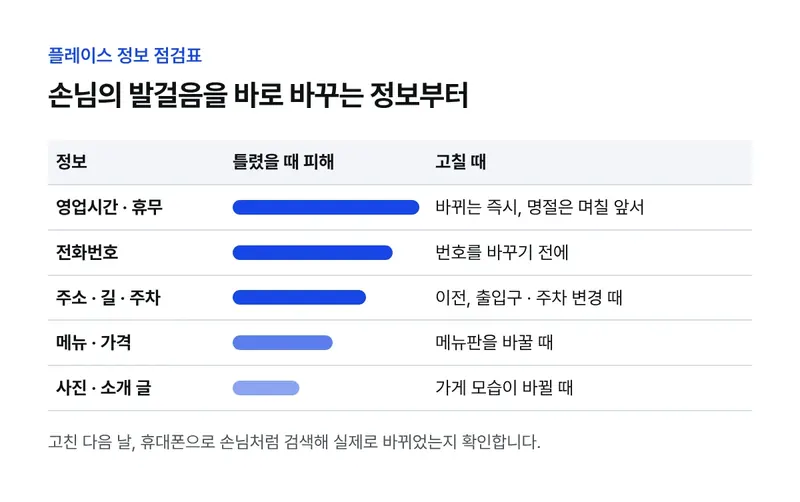 플레이스 정보 점검표
손님의 발걸음을 바로 바꾸는 정보부터
정보 틀렸을 때 피해 고칠 때
영업시간 · 휴무 바뀌는 즉시, 명절은 며칠 앞서
전화번호 번호를 바꾸기 전에
주소 · 길 · 주차 이전, 출입구 · 주차 변경 때
메뉴 · 가격 메뉴판을 바꿀 때
사진 · 소개 글 가게 모습이 바뀔 때
고친 다음 날, 휴대폰으로 손님처럼 검색해 실제로 바뀌었는지 확인합니다.